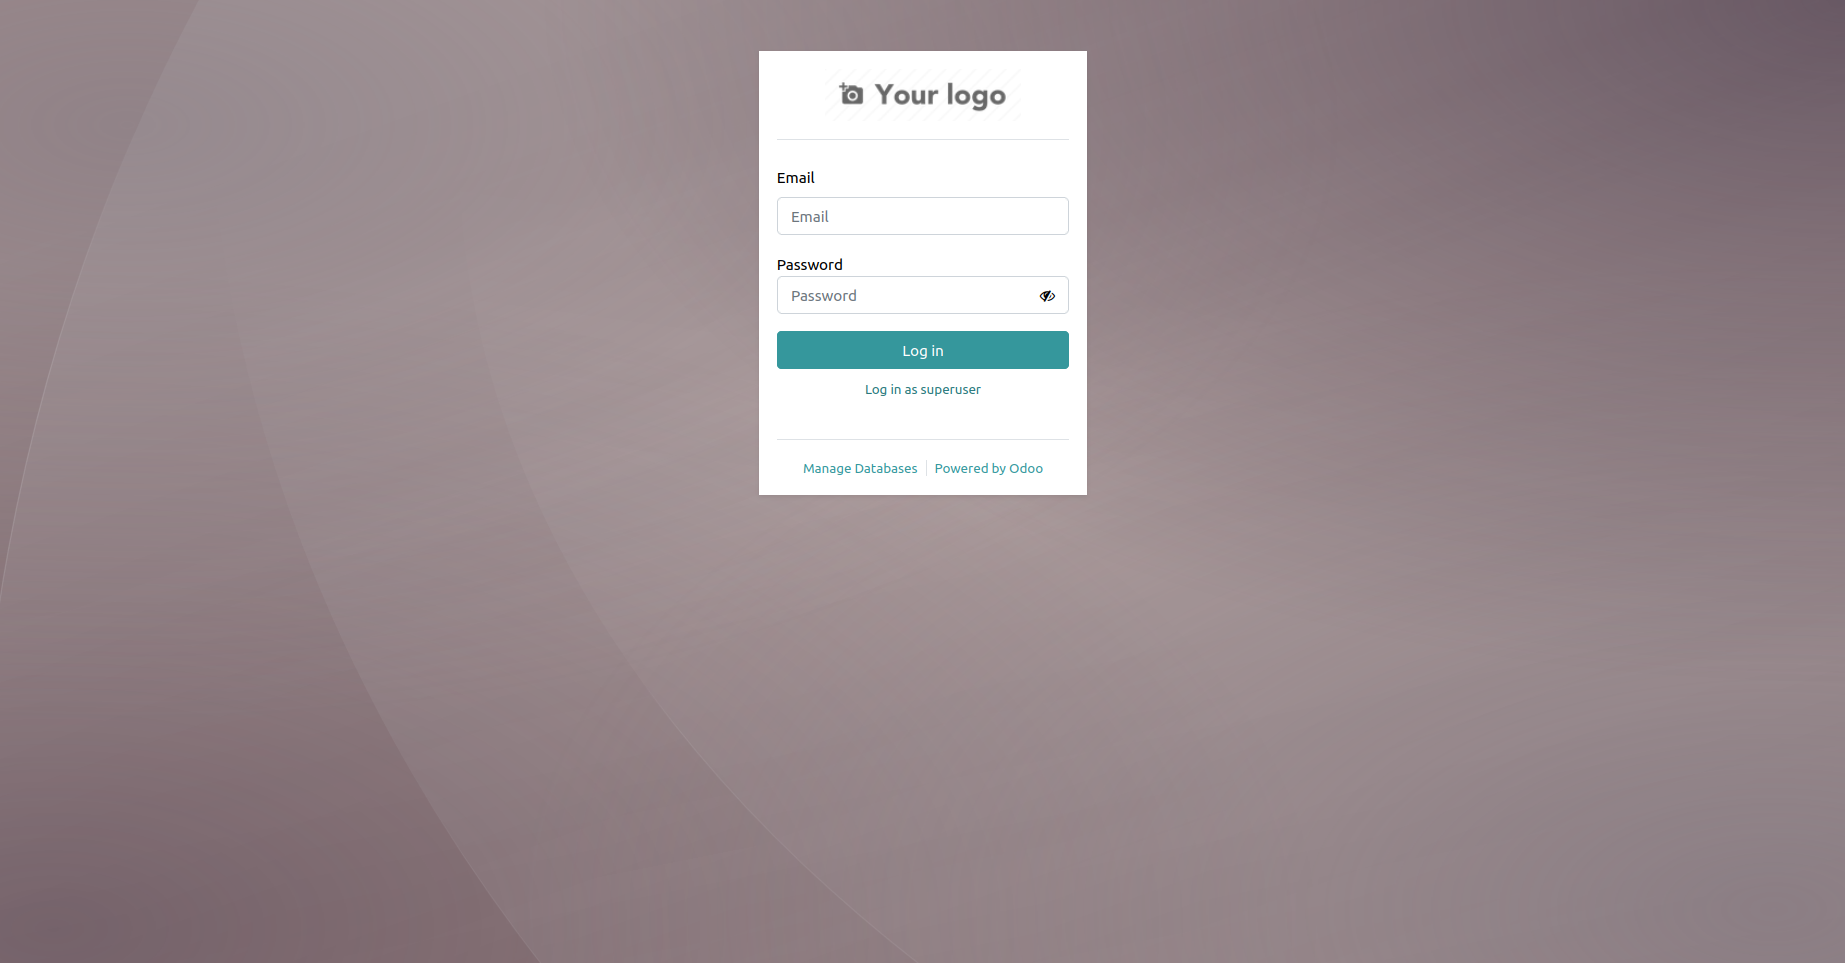 Your logo
Email
Email
Password
Password
Log in
Log in as superuser
Manage Databases Powered by Odoo